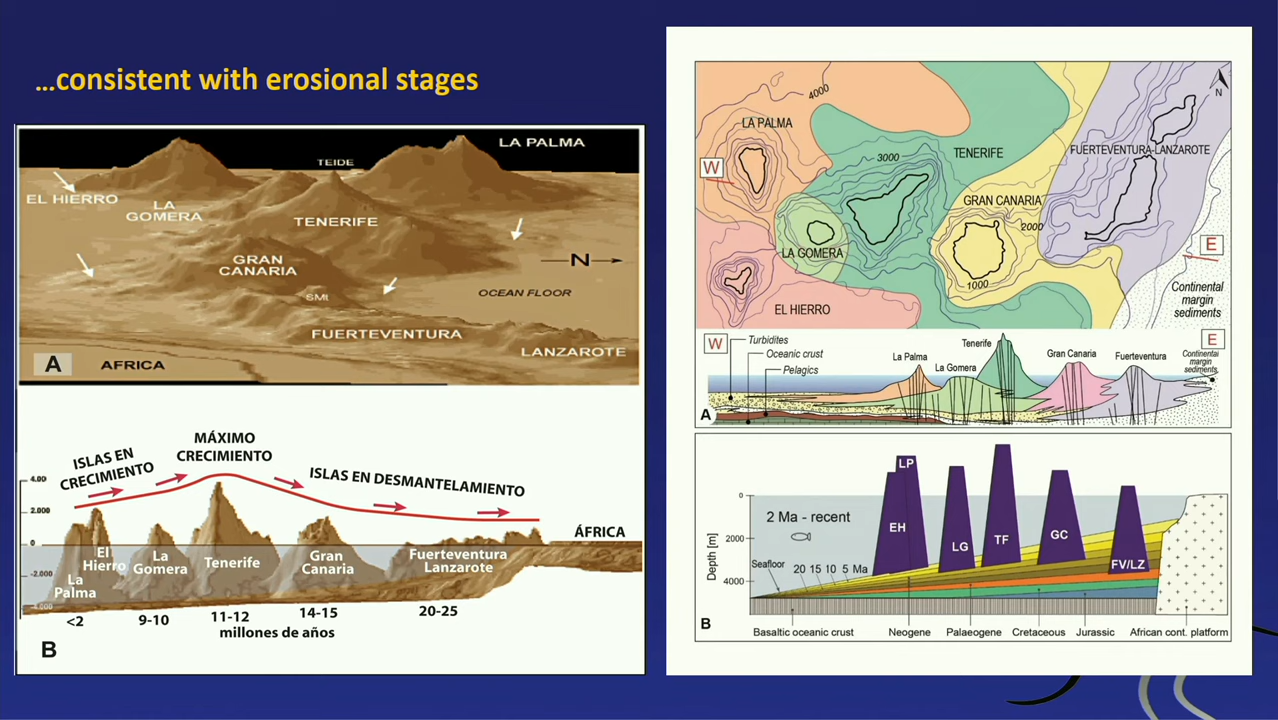 …consistent with erosional stages
LA PALMA
TEIDE
EL HIERRO
LA
GOMERA
TENERIFE
GRAN
CANARIA
N
SML
OCEAN FLOOR
FUERTEVENTURA
LANZAROTE
A
AFRICA
ISLAS EN
CRECIMIENTO
MÁXIMO
CRECIMIENTO
ISLAS EN DESMANTELAMIENTO
4.00
2.000
0
-2.000
-4.000
ÁFRICA
La
Palma
El
Hierro
La
Gomera
Tenerife
Gran
Canaria
Fuerteventura
Lanzarote
<2
9-10
11-12
14-15
20-25
millones de años
B
4000
N
LA PALMA
3000
TENERIFE
FUERTEVENTURA-LANZAROTE
W
GRAN CANARIA
2000
E
LA GOMERA
1000
EL HIERRO
Continental
margin
sediments
W
Turbidites
Oceanic crust
Pelagics
La Palma
La Gomera
Tenerife
Gran Canaria
Fuerteventura
E
Continental
margin
sediments
A
0
2000
4000
Depth [m]
2 Ma - recent
Seafloor
20 15 10 5 Ma
EH
LP
LG
TF
GC
FV/LZ
B
Basaltic oceanic crust
Neogene
Palaeogene
Cretaceous
Jurassic
African cont. platform